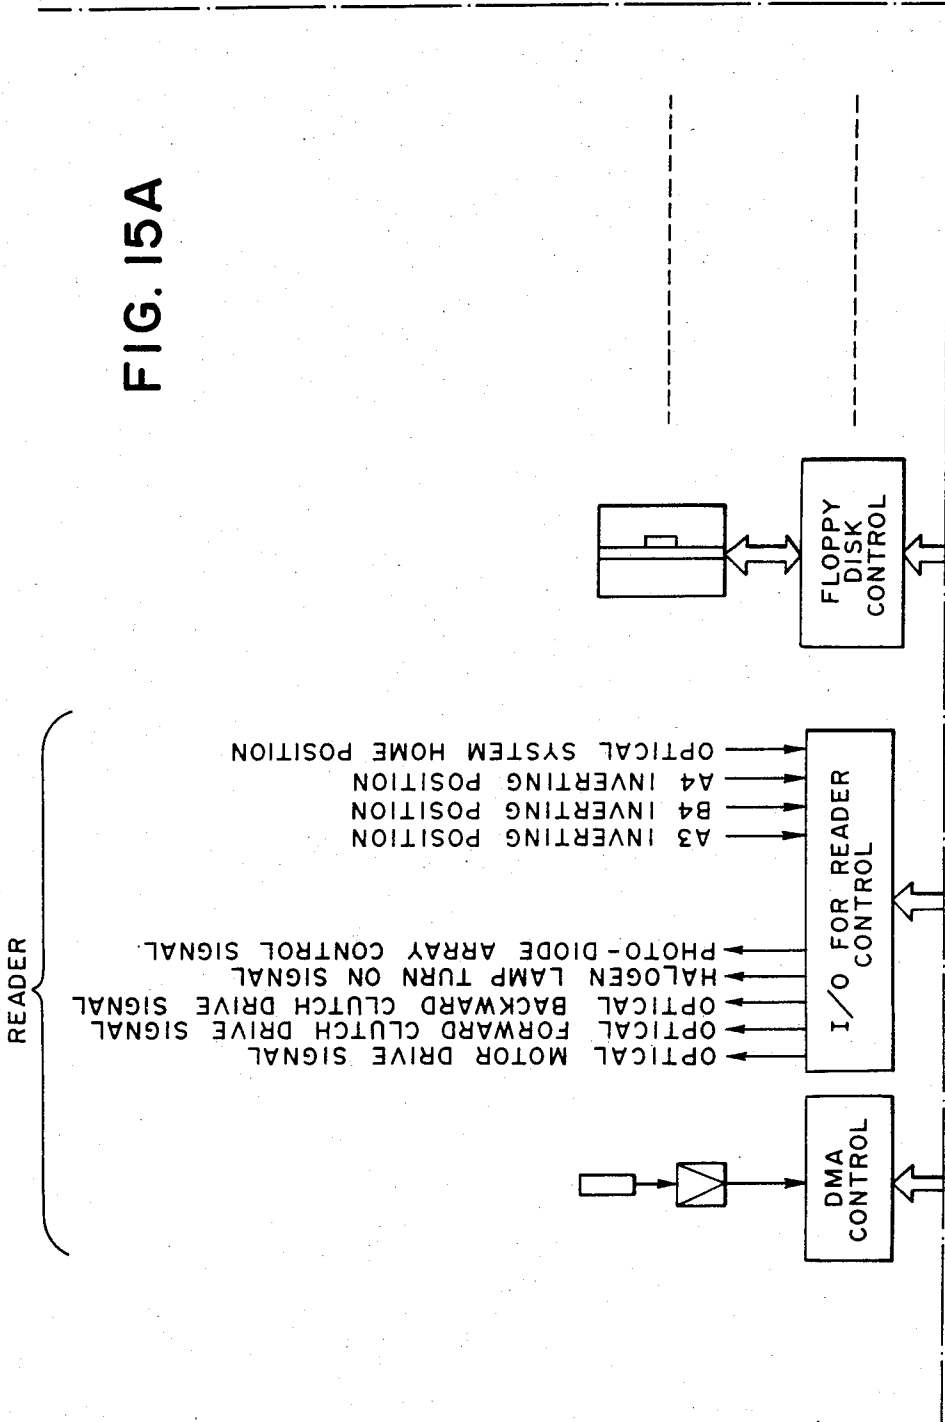 FIG. 15A
READER
OPTICAL MOTOR DRIVE SIGNAL
OPTICAL FORWARD CLUTCH DRIVE SIGNAL
OPTICAL BACKWARD CLUTCH DRIVE SIGNAL
HALOGEN LAMP TURN ON SIGNAL
PHOTO-DIODE ARRAY CONTROL SIGNAL
A3 INVERTING POSITION
B4 INVERTING POSITION
A4 INVERTING POSITION
OPTICAL SYSTEM HOME POSITION
DMA
CONTROL
I/O FOR READER
CONTROL
FLOPPY
DISK
CONTROL